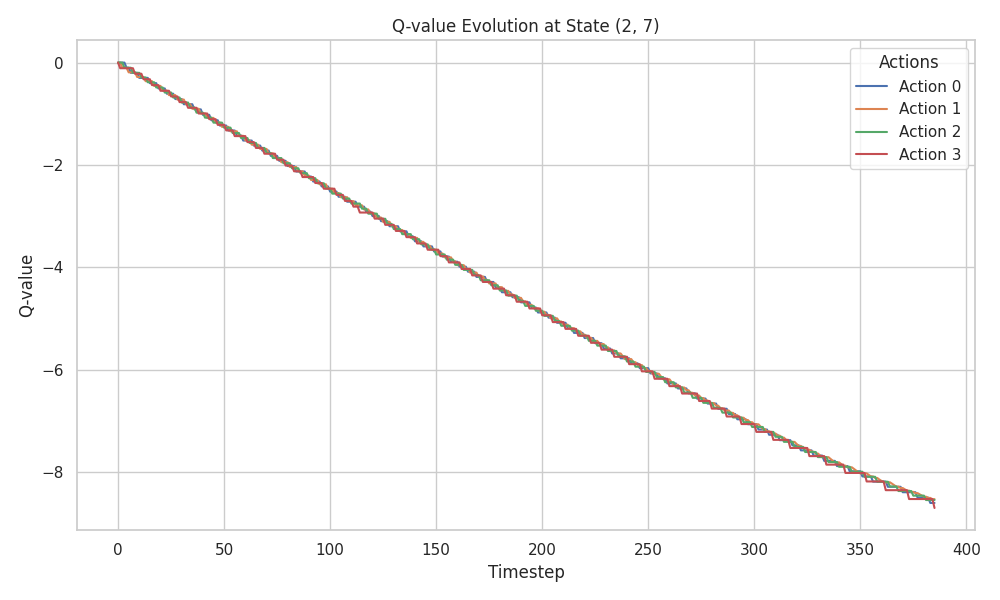 Q-value Evolution at State (2, 7)
Actions
Action 0
Action 1
Action 2
Action 3
Q-value
0
−2
−4
−6
−8
0 50 100 150 200 250 300 350 400
Timestep